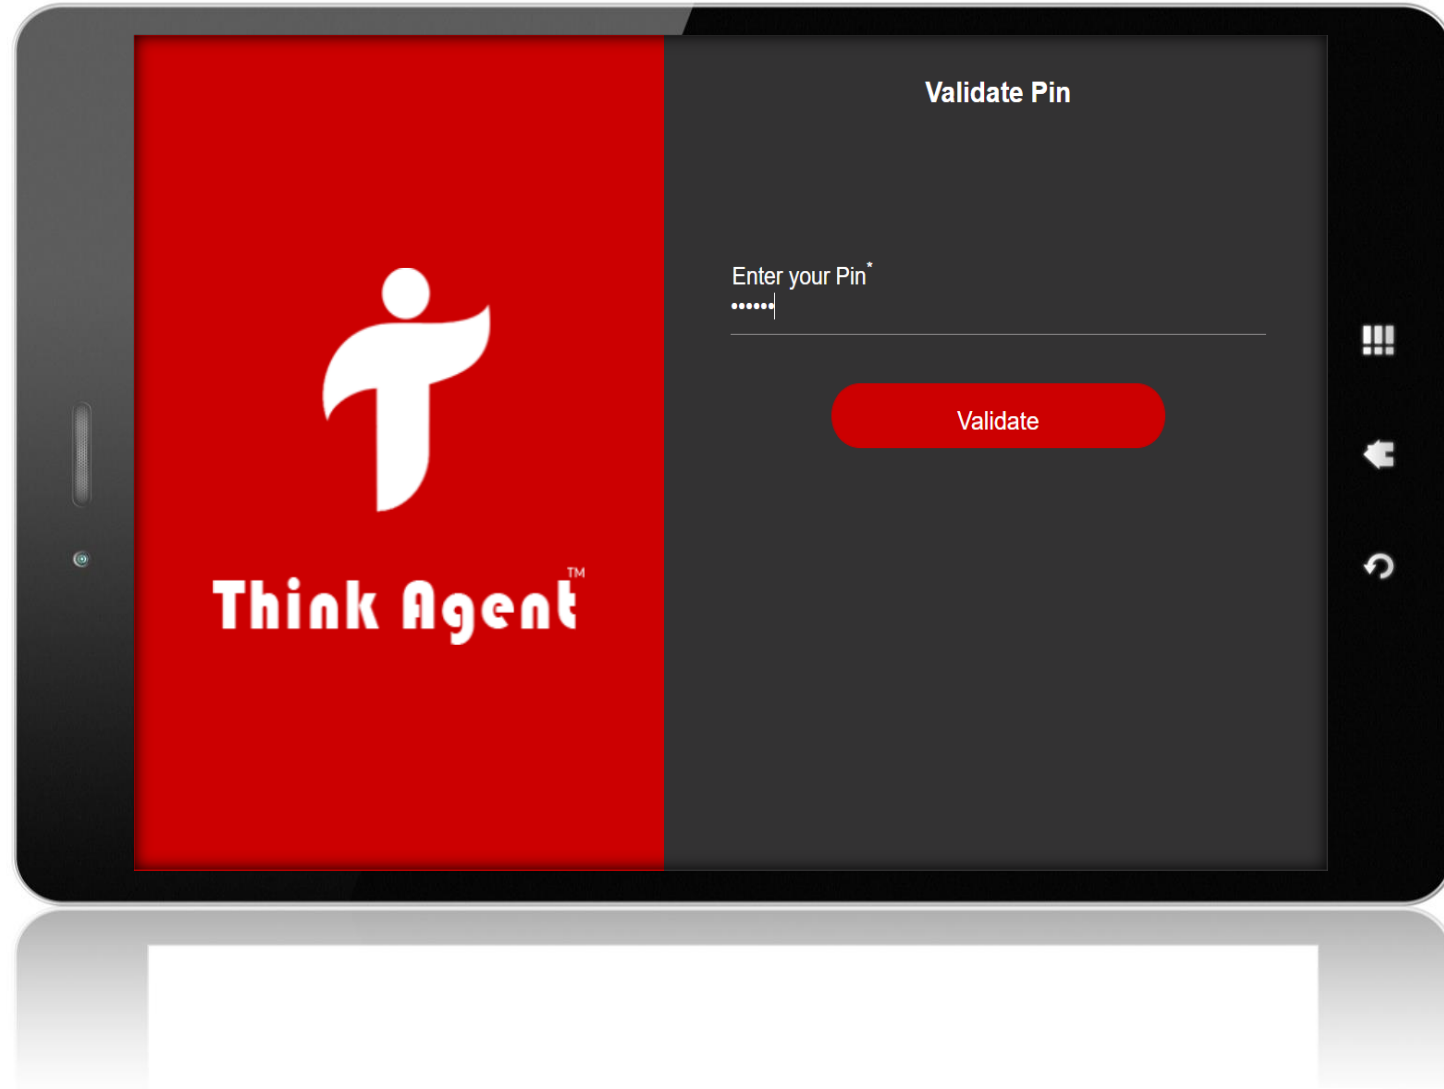 Think Agent™
Validate Pin
Enter your Pin*
••••••
Validate